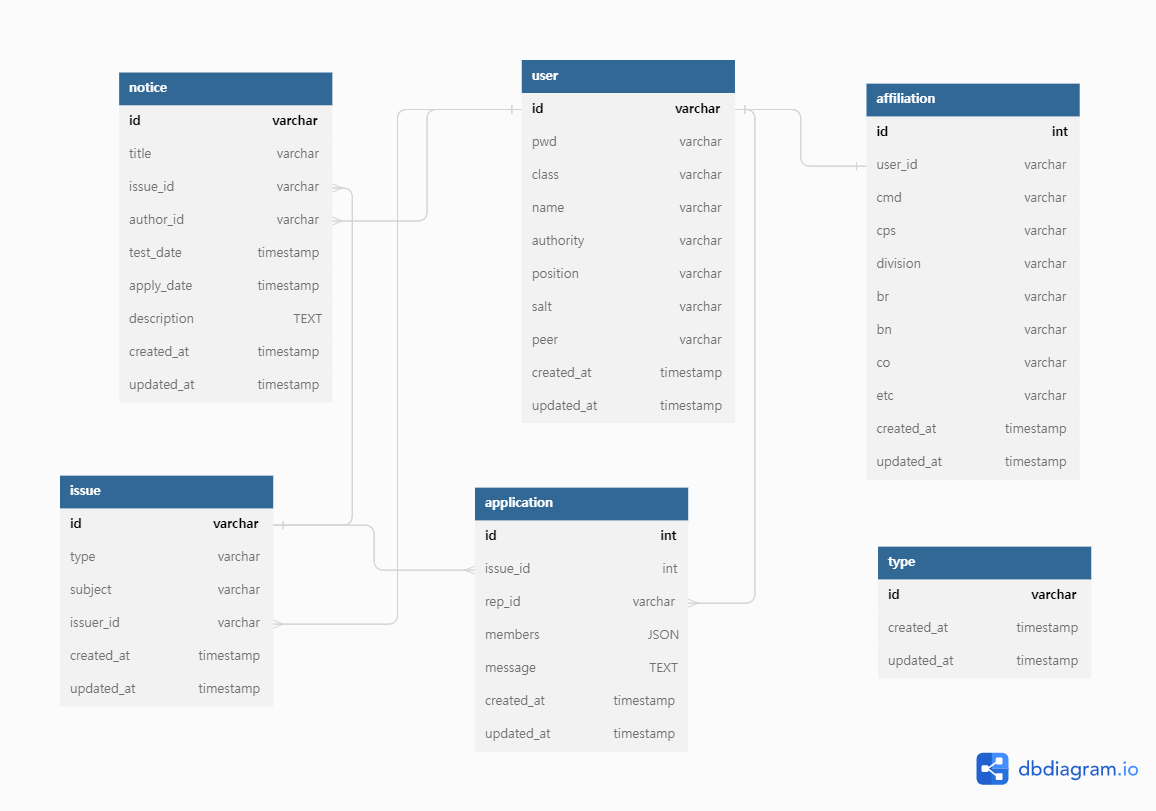 notice
id varchar
title varchar
issue_id varchar
author_id varchar
test_date timestamp
apply_date timestamp
description TEXT
created_at timestamp
updated_at timestamp
user
id varchar
pwd varchar
class varchar
name varchar
authority varchar
position varchar
salt varchar
peer varchar
created_at timestamp
updated_at timestamp
affiliation
id int
user_id varchar
cmd varchar
cps varchar
division varchar
br varchar
bn varchar
co varchar
etc varchar
created_at timestamp
updated_at timestamp
issue
id varchar
type varchar
subject varchar
issuer_id varchar
created_at timestamp
updated_at timestamp
application
id int
issue_id int
rep_id varchar
members JSON
message TEXT
created_at timestamp
updated_at timestamp
type
id varchar
created_at timestamp
updated_at timestamp
dbdiagram.io